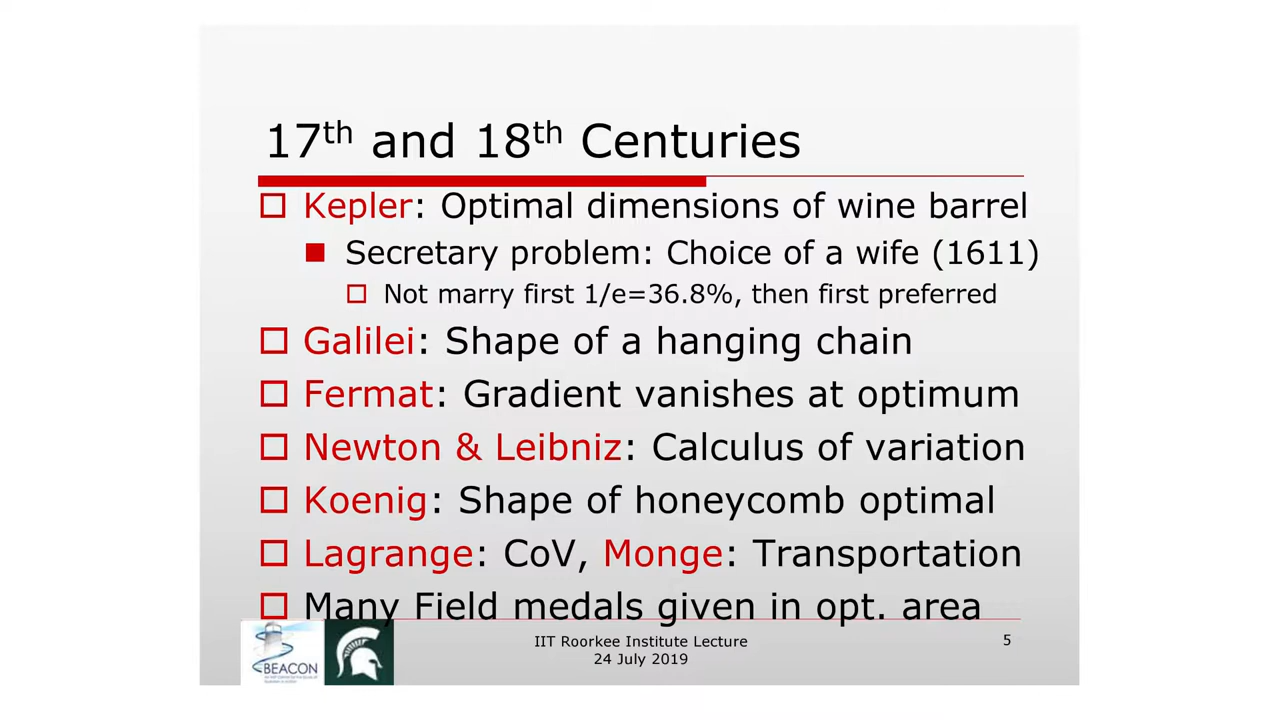 17th and 18th Centuries
Kepler: Optimal dimensions of wine barrel
Secretary problem: Choice of a wife (1611)
Not marry first 1/e=36.8%, then first preferred
Galilei: Shape of a hanging chain
Fermat: Gradient vanishes at optimum
Newton & Leibniz: Calculus of variation
Koenig: Shape of honeycomb optimal
Lagrange: CoV, Monge: Transportation
Many Field medals given in opt. area
BEACON
IIT Roorkee Institute Lecture
24 July 2019
5